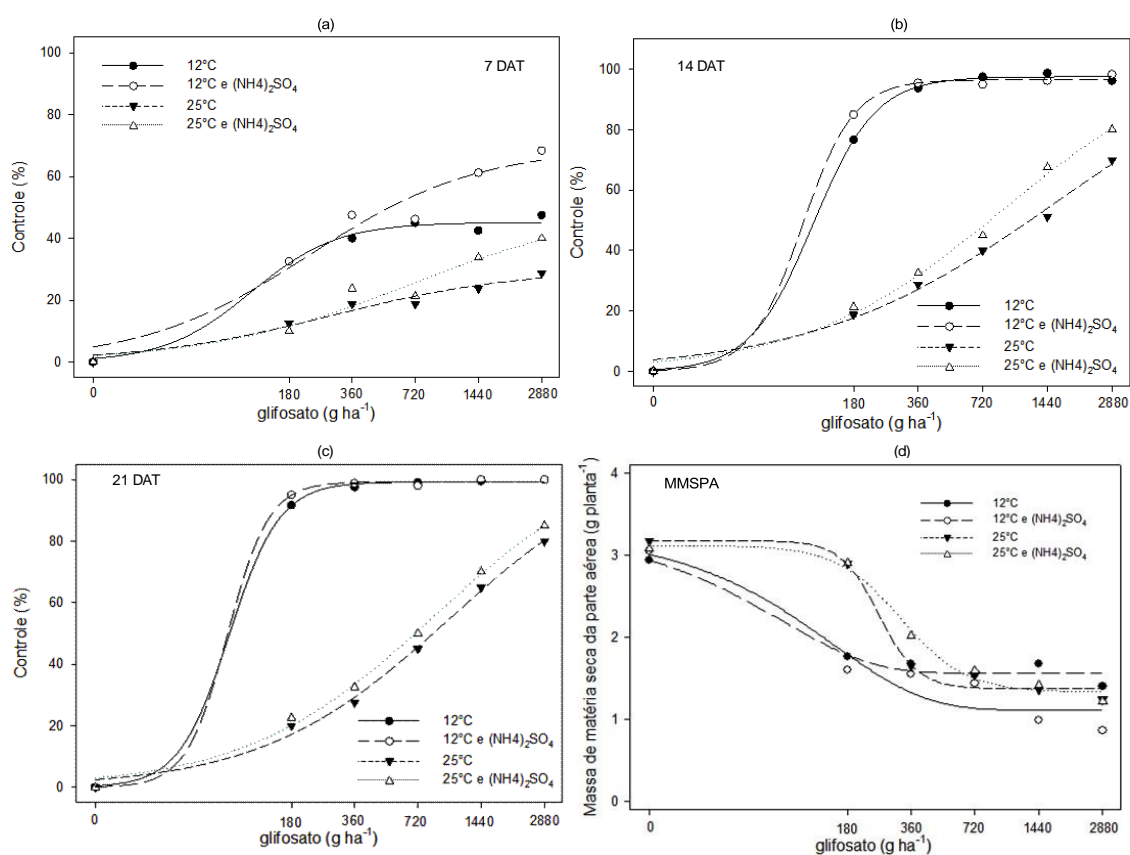 (a)
7 DAT
12°C
12°C e (NH4)₂SO₄
25°C
25°C e (NH4)₂SO₄
Controle (%)
100
80
60
40
20
0
0 180 360 720 1440 2880
glifosato (g ha⁻¹)
(b)
14 DAT
12°C
12°C e (NH4)₂SO₄
25°C
25°C e (NH4)₂SO₄
Controle (%)
100
80
60
40
20
0
0 180 360 720 1440 2880
glifosato (g ha⁻¹)
(c)
21 DAT
12°C
12°C e (NH4)₂SO₄
25°C
25°C e (NH4)₂SO₄
Controle (%)
100
80
60
40
20
0
0 180 360 720 1440 2880
glifosato (g ha⁻¹)
(d)
MMSPA
12°C
12°C e (NH4)₂SO₄
25°C
25°C e (NH4)₂SO₄
Massa de matéria seca da parte aérea (g planta⁻¹)
4
3
2
1
0
0 180 360 720 1440 2880
glifosato (g ha⁻¹)